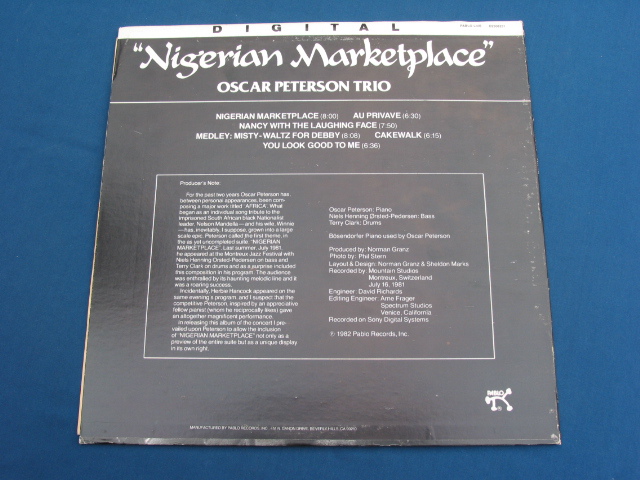 DIGITAL
"Nigerian Marketplace"
OSCAR PETERSON TRIO
NIGERIAN MARKETPLACE (8:00) AU PRIVAVE (6:30)
NANCY WITH THE LAUGHING FACE (7:50)
MEDLEY: MISTY-WALTZ FOR DEBBY (8:08) CAKEWALK (6:15)
YOU LOOK GOOD TO ME (6:36)
Producer's Note:
For the past two years Oscar Peterson has,
between personal appearances, been com-
posing a major work titled 'AFRICA'. What
began as an individual song tribute to the
imprisoned South African black Nationalist
leader, Nelson Mandella — and his wife, Winnie
—has, inevitably, I suppose, grown into a large
scale epic. Peterson called the first theme, in
the as yet uncompleted suite, "NIGERIAN
MARKETPLACE". Last summer, July 1981,
he appeared at the Montreux Jazz Festival with
Niels Henning Orsted-Pedersen on bass and
Terry Clark on drums and as a surprise included
this composition in his program. The audience
was enthralled by its haunting melodic line and it
was a roaring success.
Incidentally, Herbie Hancock appeared on the
same evening's program, and I suspect that the
competitive Peterson, inspired by an appreciative
fellow pianist (whom he reciprocally likes) gave
an altogether magnificent performance.
In releasing this album of the concert I pre-
vailed upon Peterson to allow the inclusion
of "NIGERIAN MARKETPLACE" not only as a
preview of the entire suite but as a unique display
in its own right.
Oscar Peterson: Piano
Niels Henning Ørsted-Pedersen: Bass
Terry Clark: Drums
Bösendorfer Piano used by Oscar Peterson
Produced by: Norman Granz
Photo by: Phil Stern
Layout & Design: Norman Granz & Sheldon Marks
Recorded by: Mountain Studios
Montreux, Switzerland
July 16, 1981
Engineer: David Richards
Editing Engineer: Arne Frager
Spectrum Studios
Venice, California
Recorded on Sony Digital Systems
℗ 1982 Pablo Records, Inc.
PABLO
MANUFACTURED BY PABLO RECORDS, INC.